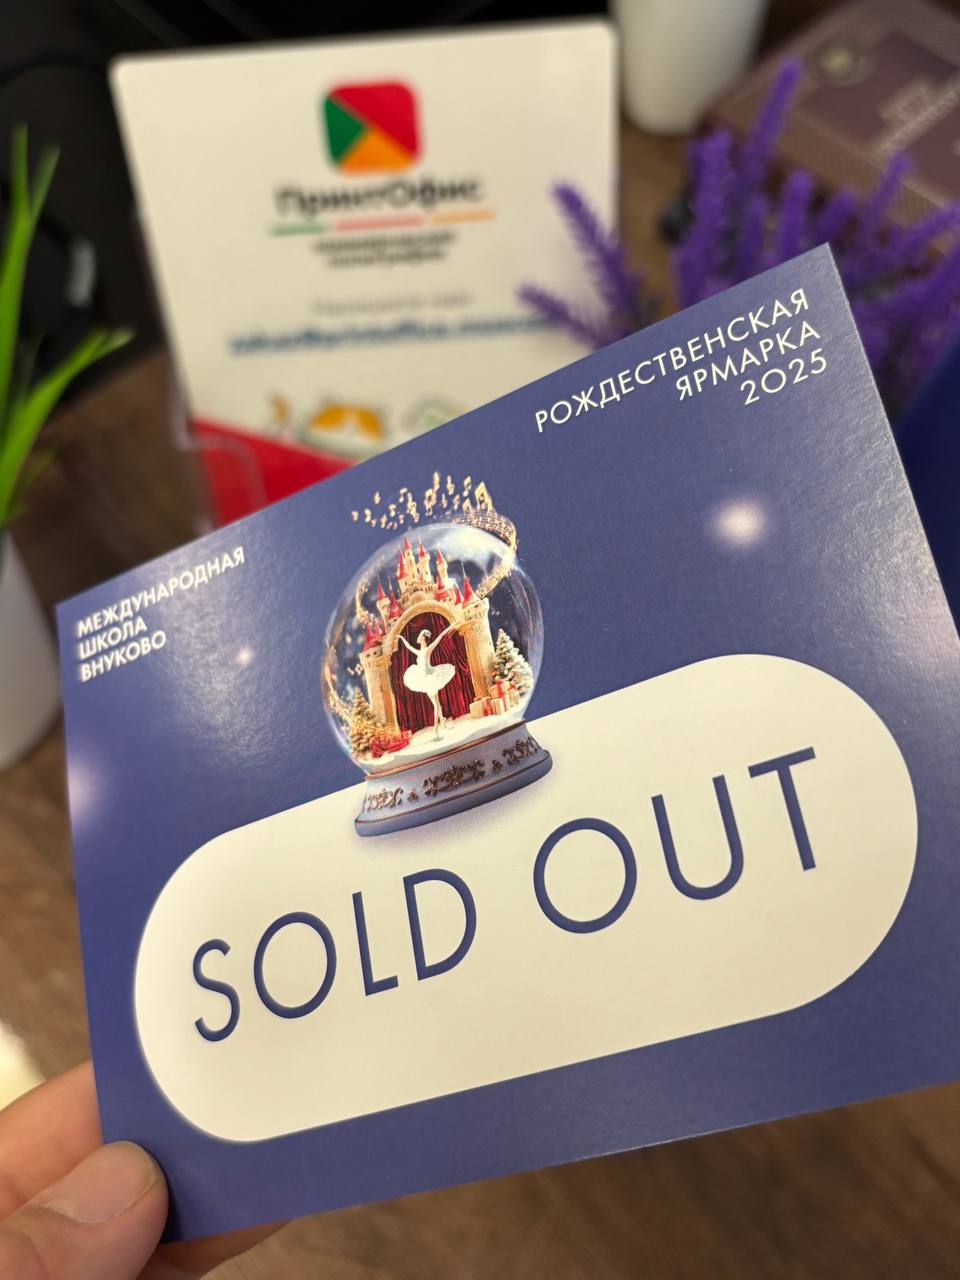 ПринтОфис
РОЖДЕСТВЕНСКАЯ
ЯРМАРКА
2025
МЕЖДУНАРОДНАЯ
ШКОЛА
ВНУКОВО
SOLD OUT